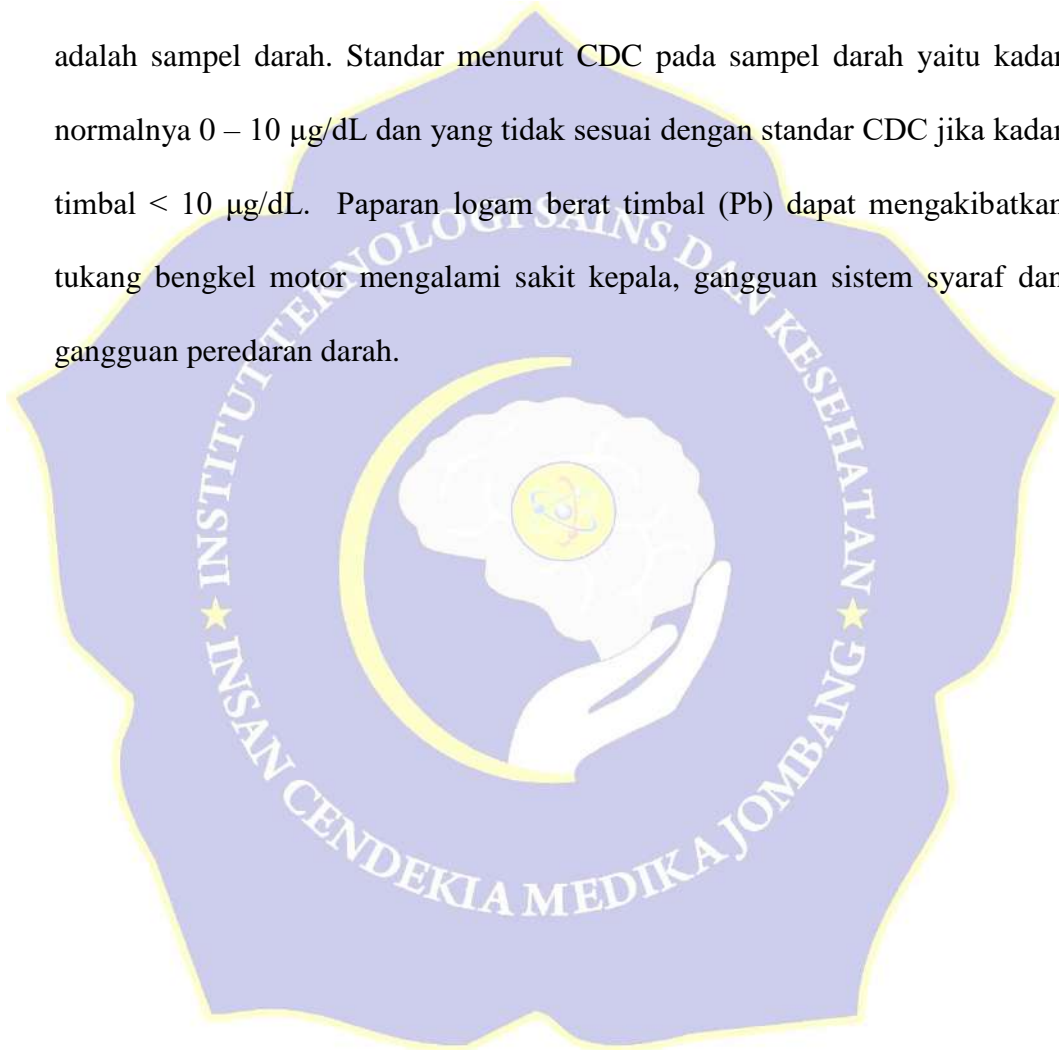 adalah sampel darah. Standar menurut CDC pada sampel darah yaitu kadar
normalnya 0 – 10 μg/dL dan yang tidak sesuai dengan standar CDC jika kadar
timbal < 10 μg/dL. Paparan logam berat timbal (Pb) dapat mengakibatkan
tukang bengkel motor mengalami sakit kepala, gangguan sistem syaraf dan
gangguan peredaran darah.
INSTITUT TEKNOLOGI SAINS DAN KESEHATAN
INSAN CENDEKIA MEDIKA JOMBANG